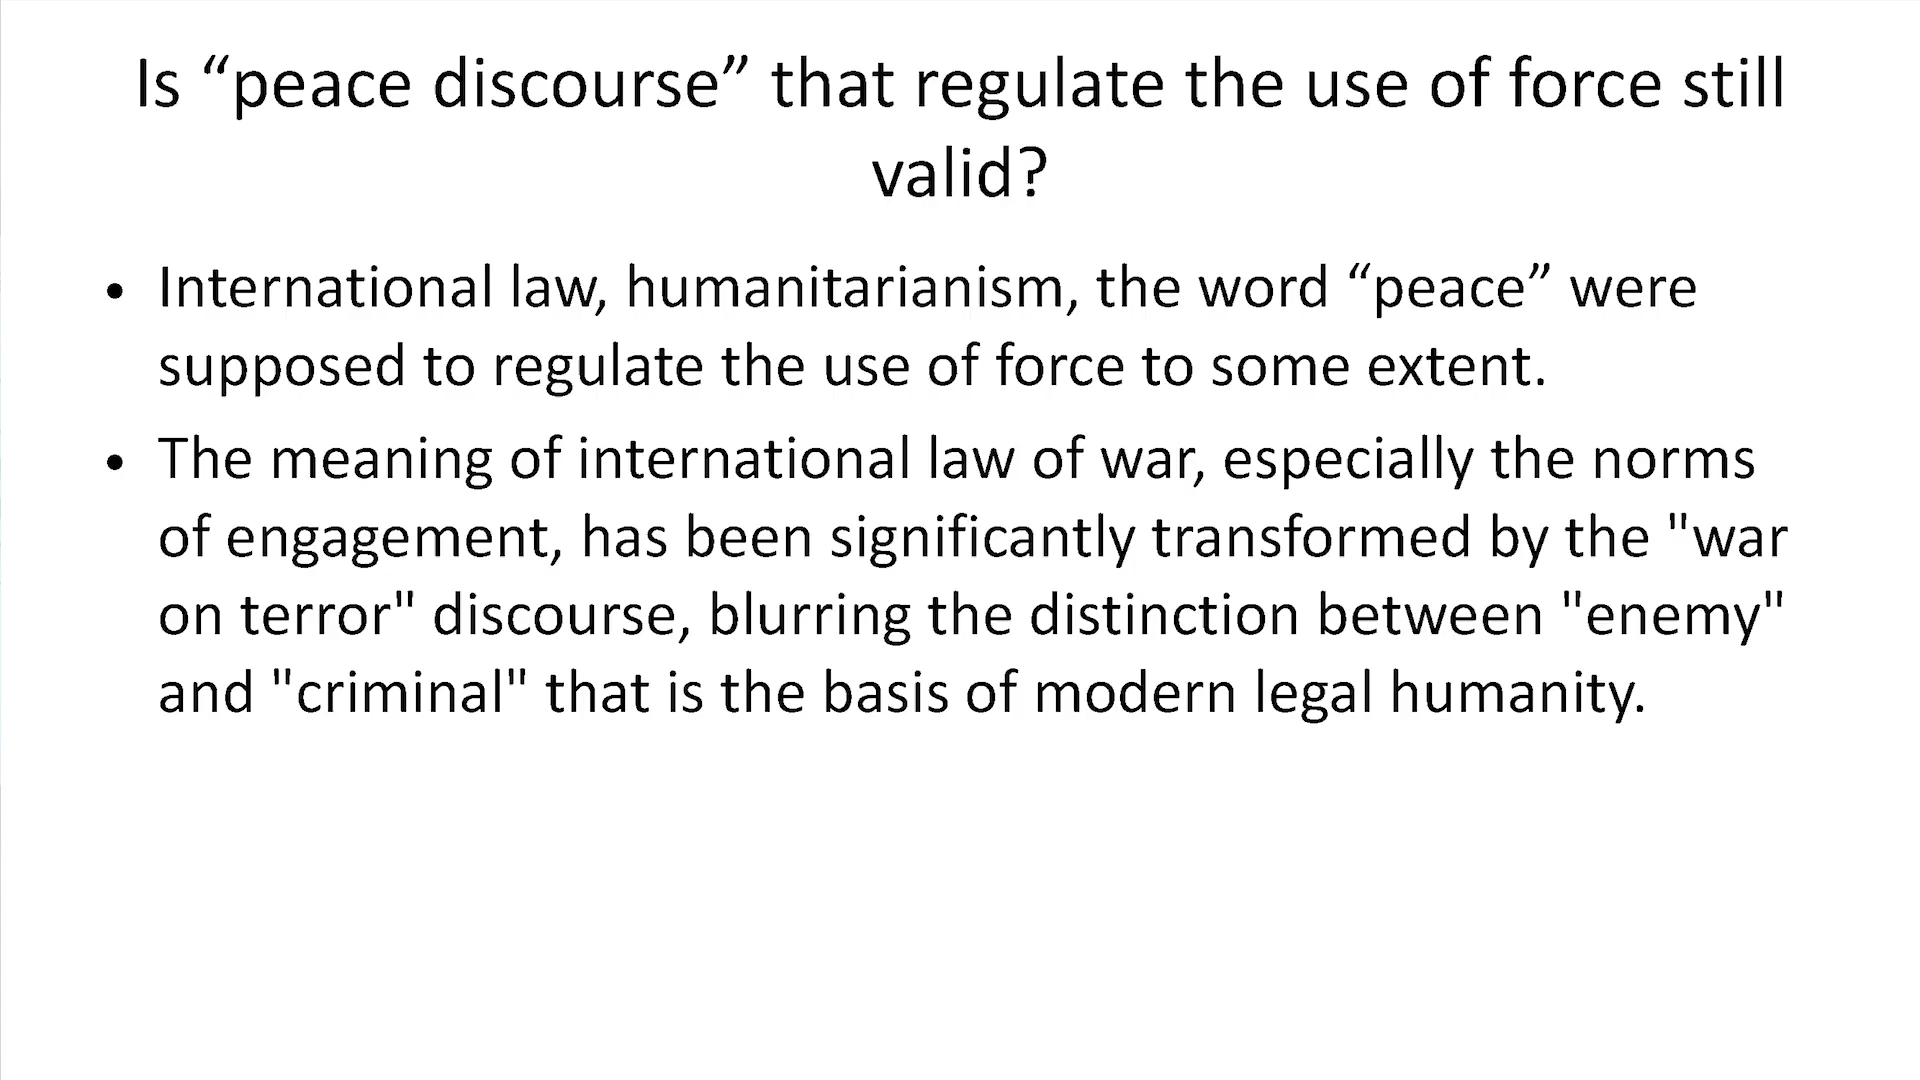 Is “peace discourse” that regulate the use of force still
valid?
• International law, humanitarianism, the word “peace” were
supposed to regulate the use of force to some extent.
• The meaning of international law of war, especially the norms
of engagement, has been significantly transformed by the "war
on terror" discourse, blurring the distinction between "enemy"
and "criminal" that is the basis of modern legal humanity.